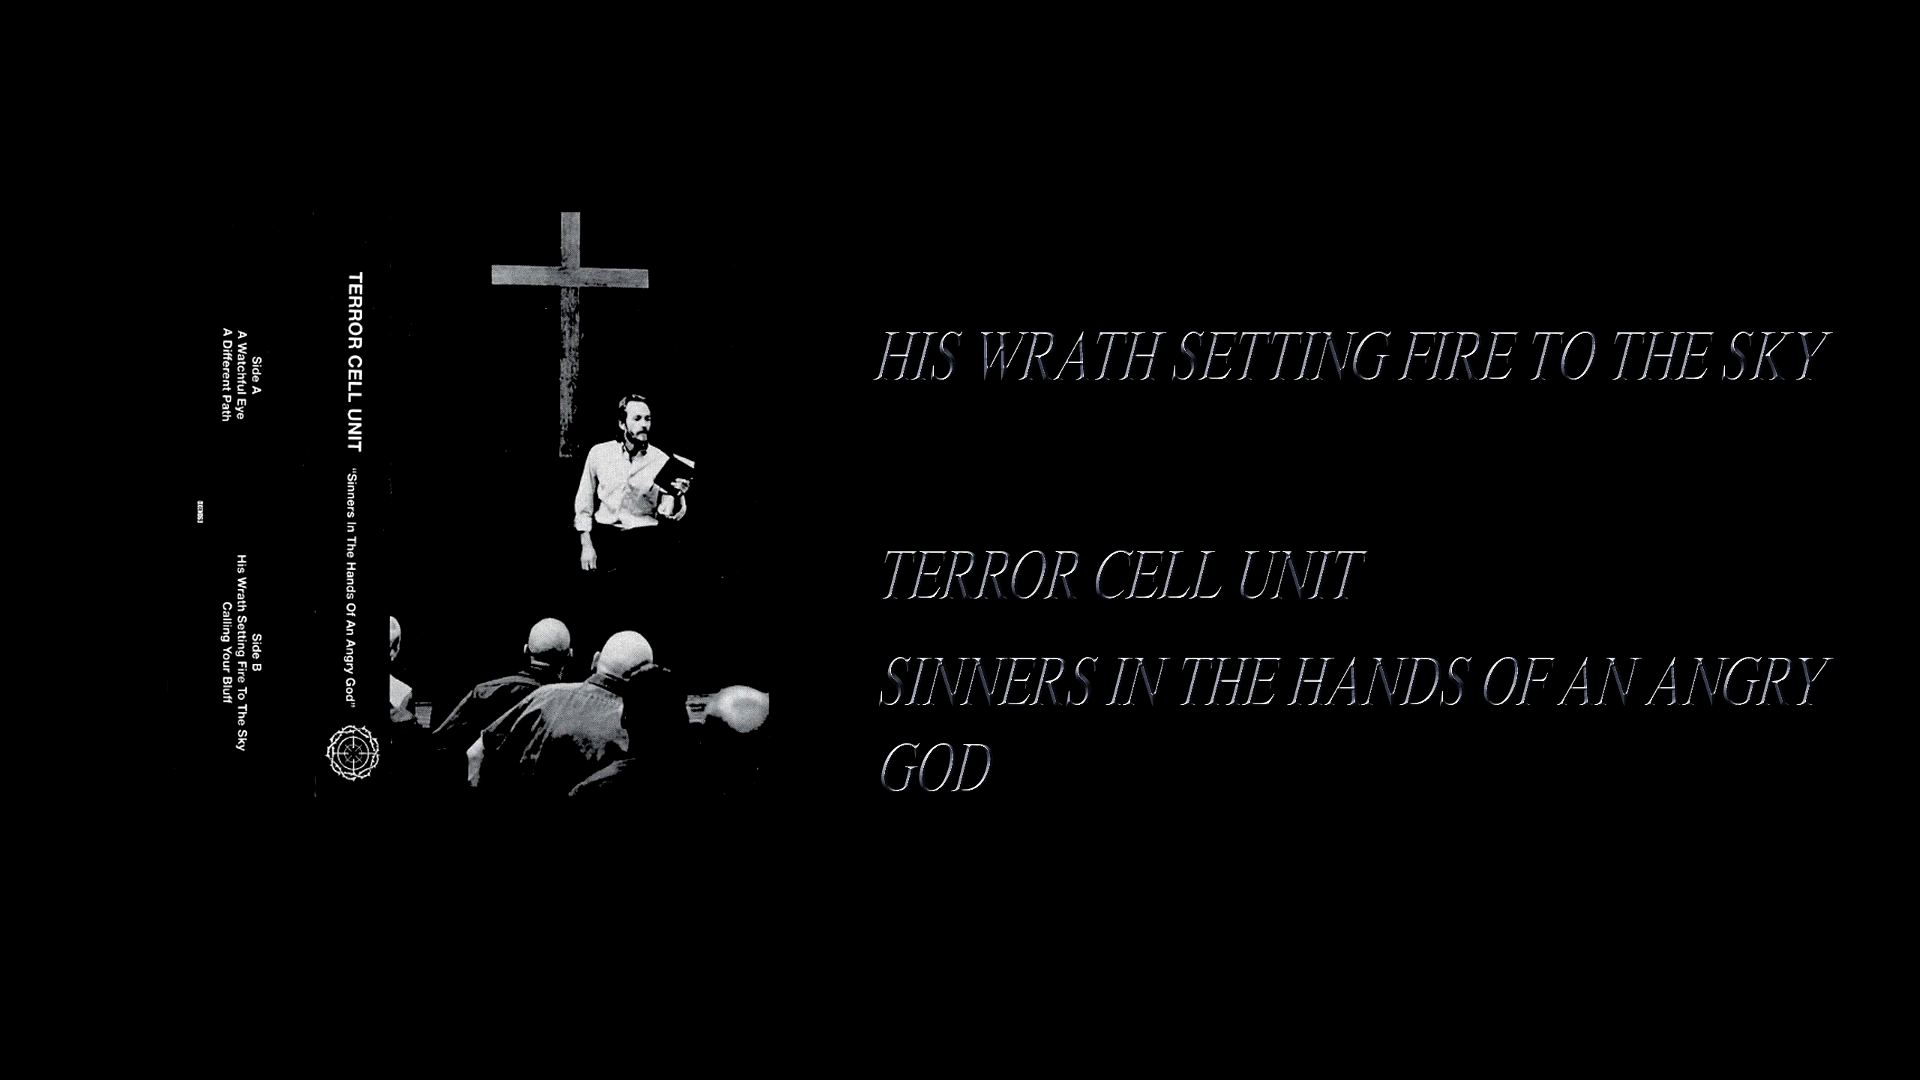 Side A
A Watchful Eye
A Different Path
Side B
His Wrath Setting Fire To The Sky
Calling Your Bluff
TERROR CELL UNIT "Sinners In The Hands Of An Angry God"
HIS WRATH SETTING FIRE TO THE SKY
TERROR CELL UNIT
SINNERS IN THE HANDS OF AN ANGRY
GOD